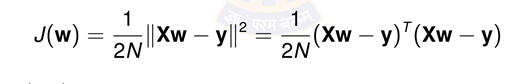 J(w) = 1/2N ||Xw − y||² = 1/2N (Xw − y)ᵀ(Xw − y)